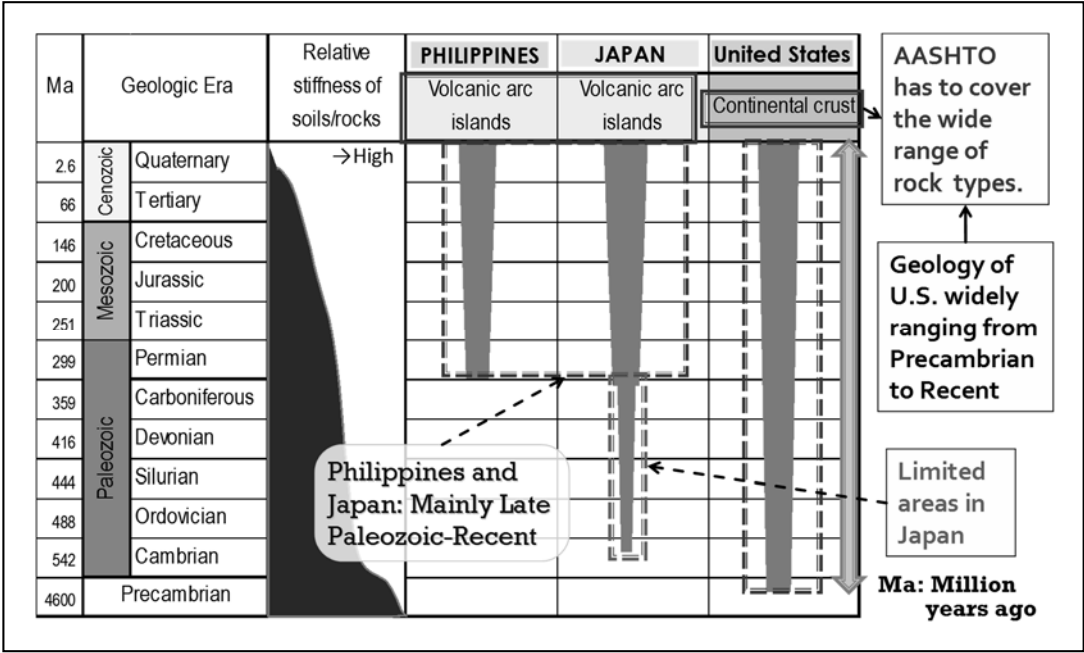 Ma
Geologic Era
Relative
stiffness of
soils/rocks
PHILIPPINES
JAPAN
United States
Volcanic arc
islands
Volcanic arc
islands
Continental crust
→High
Cenozoic
2.6 Quaternary
66 Tertiary
Mesozoic
146 Cretaceous
200 Jurassic
251 Triassic
Paleozoic
299 Permian
359 Carboniferous
416 Devonian
444 Silurian
488 Ordovician
542 Cambrian
4600 Precambrian
Philippines and
Japan: Mainly Late
Paleozoic-Recent
AASHTO
has to cover
the wide
range of
rock types.
Geology of
U.S. widely
ranging from
Precambrian
to Recent
Limited
areas in
Japan
Ma: Million
years ago